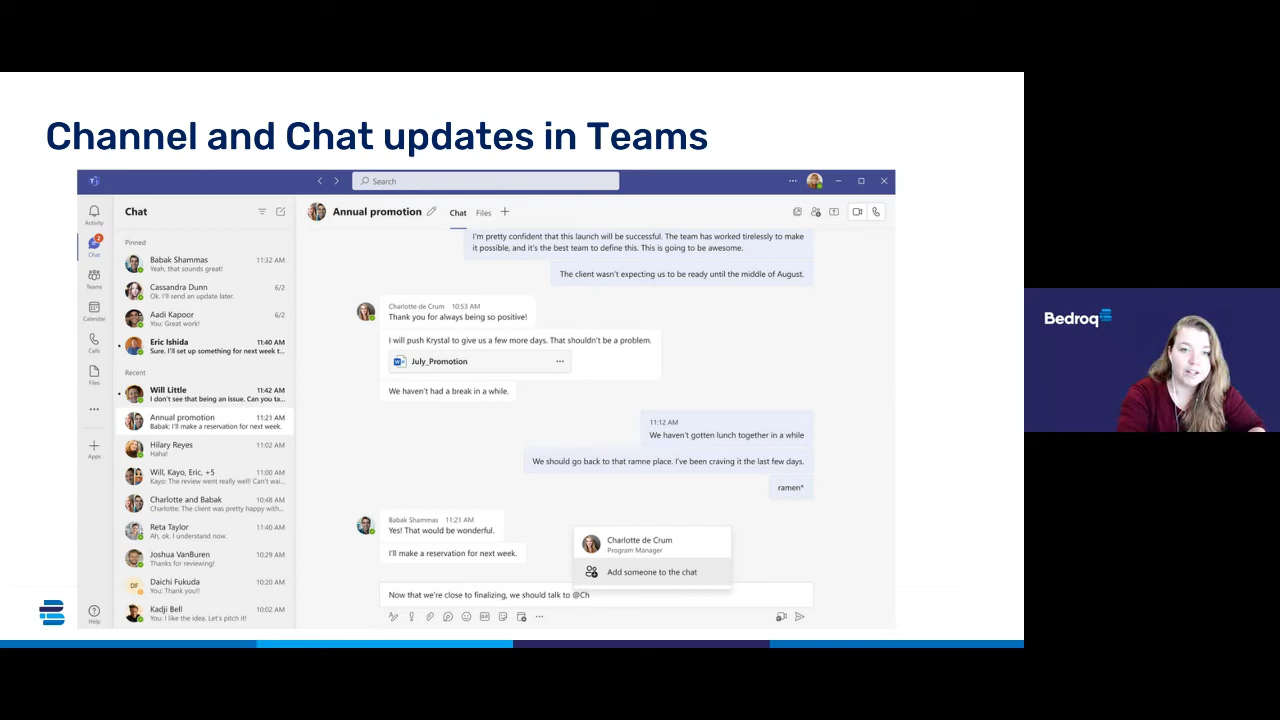 Channel and Chat updates in Teams
Search
Activity
Chat
Teams
Calendar
Calls
Files
Apps
Help
2
Chat
Pinned
Babak Shammas 11:32 AM
Yeah, that sounds great!
Cassandra Dunn 6/2
Ok. I'll send an update later.
Aadi Kapoor 6/2
You: Great work!
Eric Ishida 11:40 AM
Sure. I'll set up something for next week t...
Recent
Will Little 11:42 AM
I don't see that being an issue. Can you ta...
Annual promotion 11:21 AM
Babak: I'll make a reservation for next week.
Hilary Reyes 11:02 AM
Haha!
Will, Kayo, Eric, +5 11:00 AM
Kayo: The review went really well! Can't wai...
Charlotte and Babak 10:48 AM
Charlotte: The client was pretty happy with...
Reta Taylor 11:40 AM
Ah, ok. I understand now.
Joshua VanBuren 10:29 AM
Thanks for reviewing!
DF
Daichi Fukuda 10:20 AM
You: Thank you!!
Kadji Bell 10:02 AM
You: I like the idea. Let's pitch it!
Annual promotion Chat Files
I'm pretty confident that this launch will be successful. The team has worked tirelessly to make
it possible, and it's the best team to define this. This is going to be awesome.
The client wasn't expecting us to be ready until the middle of August.
Charlotte de Crum 10:53 AM
Thank you for always being so positive!
I will push Krystal to give us a few more days. That shouldn't be a problem.
July_Promotion
We haven't had a break in a while.
11:12 AM
We haven't gotten lunch together in a while
We should go back to that ramne place. I've been craving it the last few days.
ramen*
Babak Shammas 11:21 AM
Yes! That would be wonderful.
I'll make a reservation for next week.
Charlotte de Crum
Program Manager
Add someone to the chat
Now that we're close to finalizing, we should talk to @Ch
GIF
Bedroq